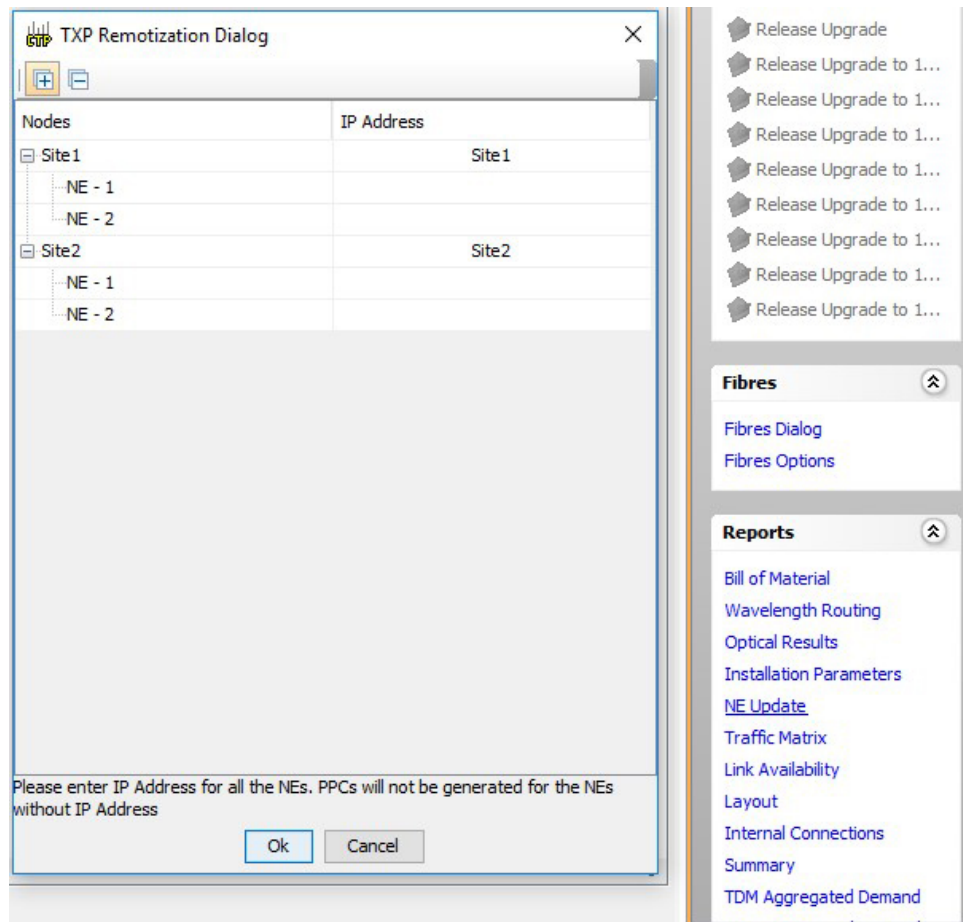 CTP TXP Remotization Dialog
Nodes IP Address
Site1 Site1
NE - 1
NE - 2
Site2 Site2
NE - 1
NE - 2
Please enter IP Address for all the NEs. PPCs will not be generated for the NEs
without IP Address
Ok Cancel
Release Upgrade
Release Upgrade to 1...
Release Upgrade to 1...
Release Upgrade to 1...
Release Upgrade to 1...
Release Upgrade to 1...
Release Upgrade to 1...
Release Upgrade to 1...
Release Upgrade to 1...
Fibres
Fibres Dialog
Fibres Options
Reports
Bill of Material
Wavelength Routing
Optical Results
Installation Parameters
NE Update
Traffic Matrix
Link Availability
Layout
Internal Connections
Summary
TDM Aggregated Demand